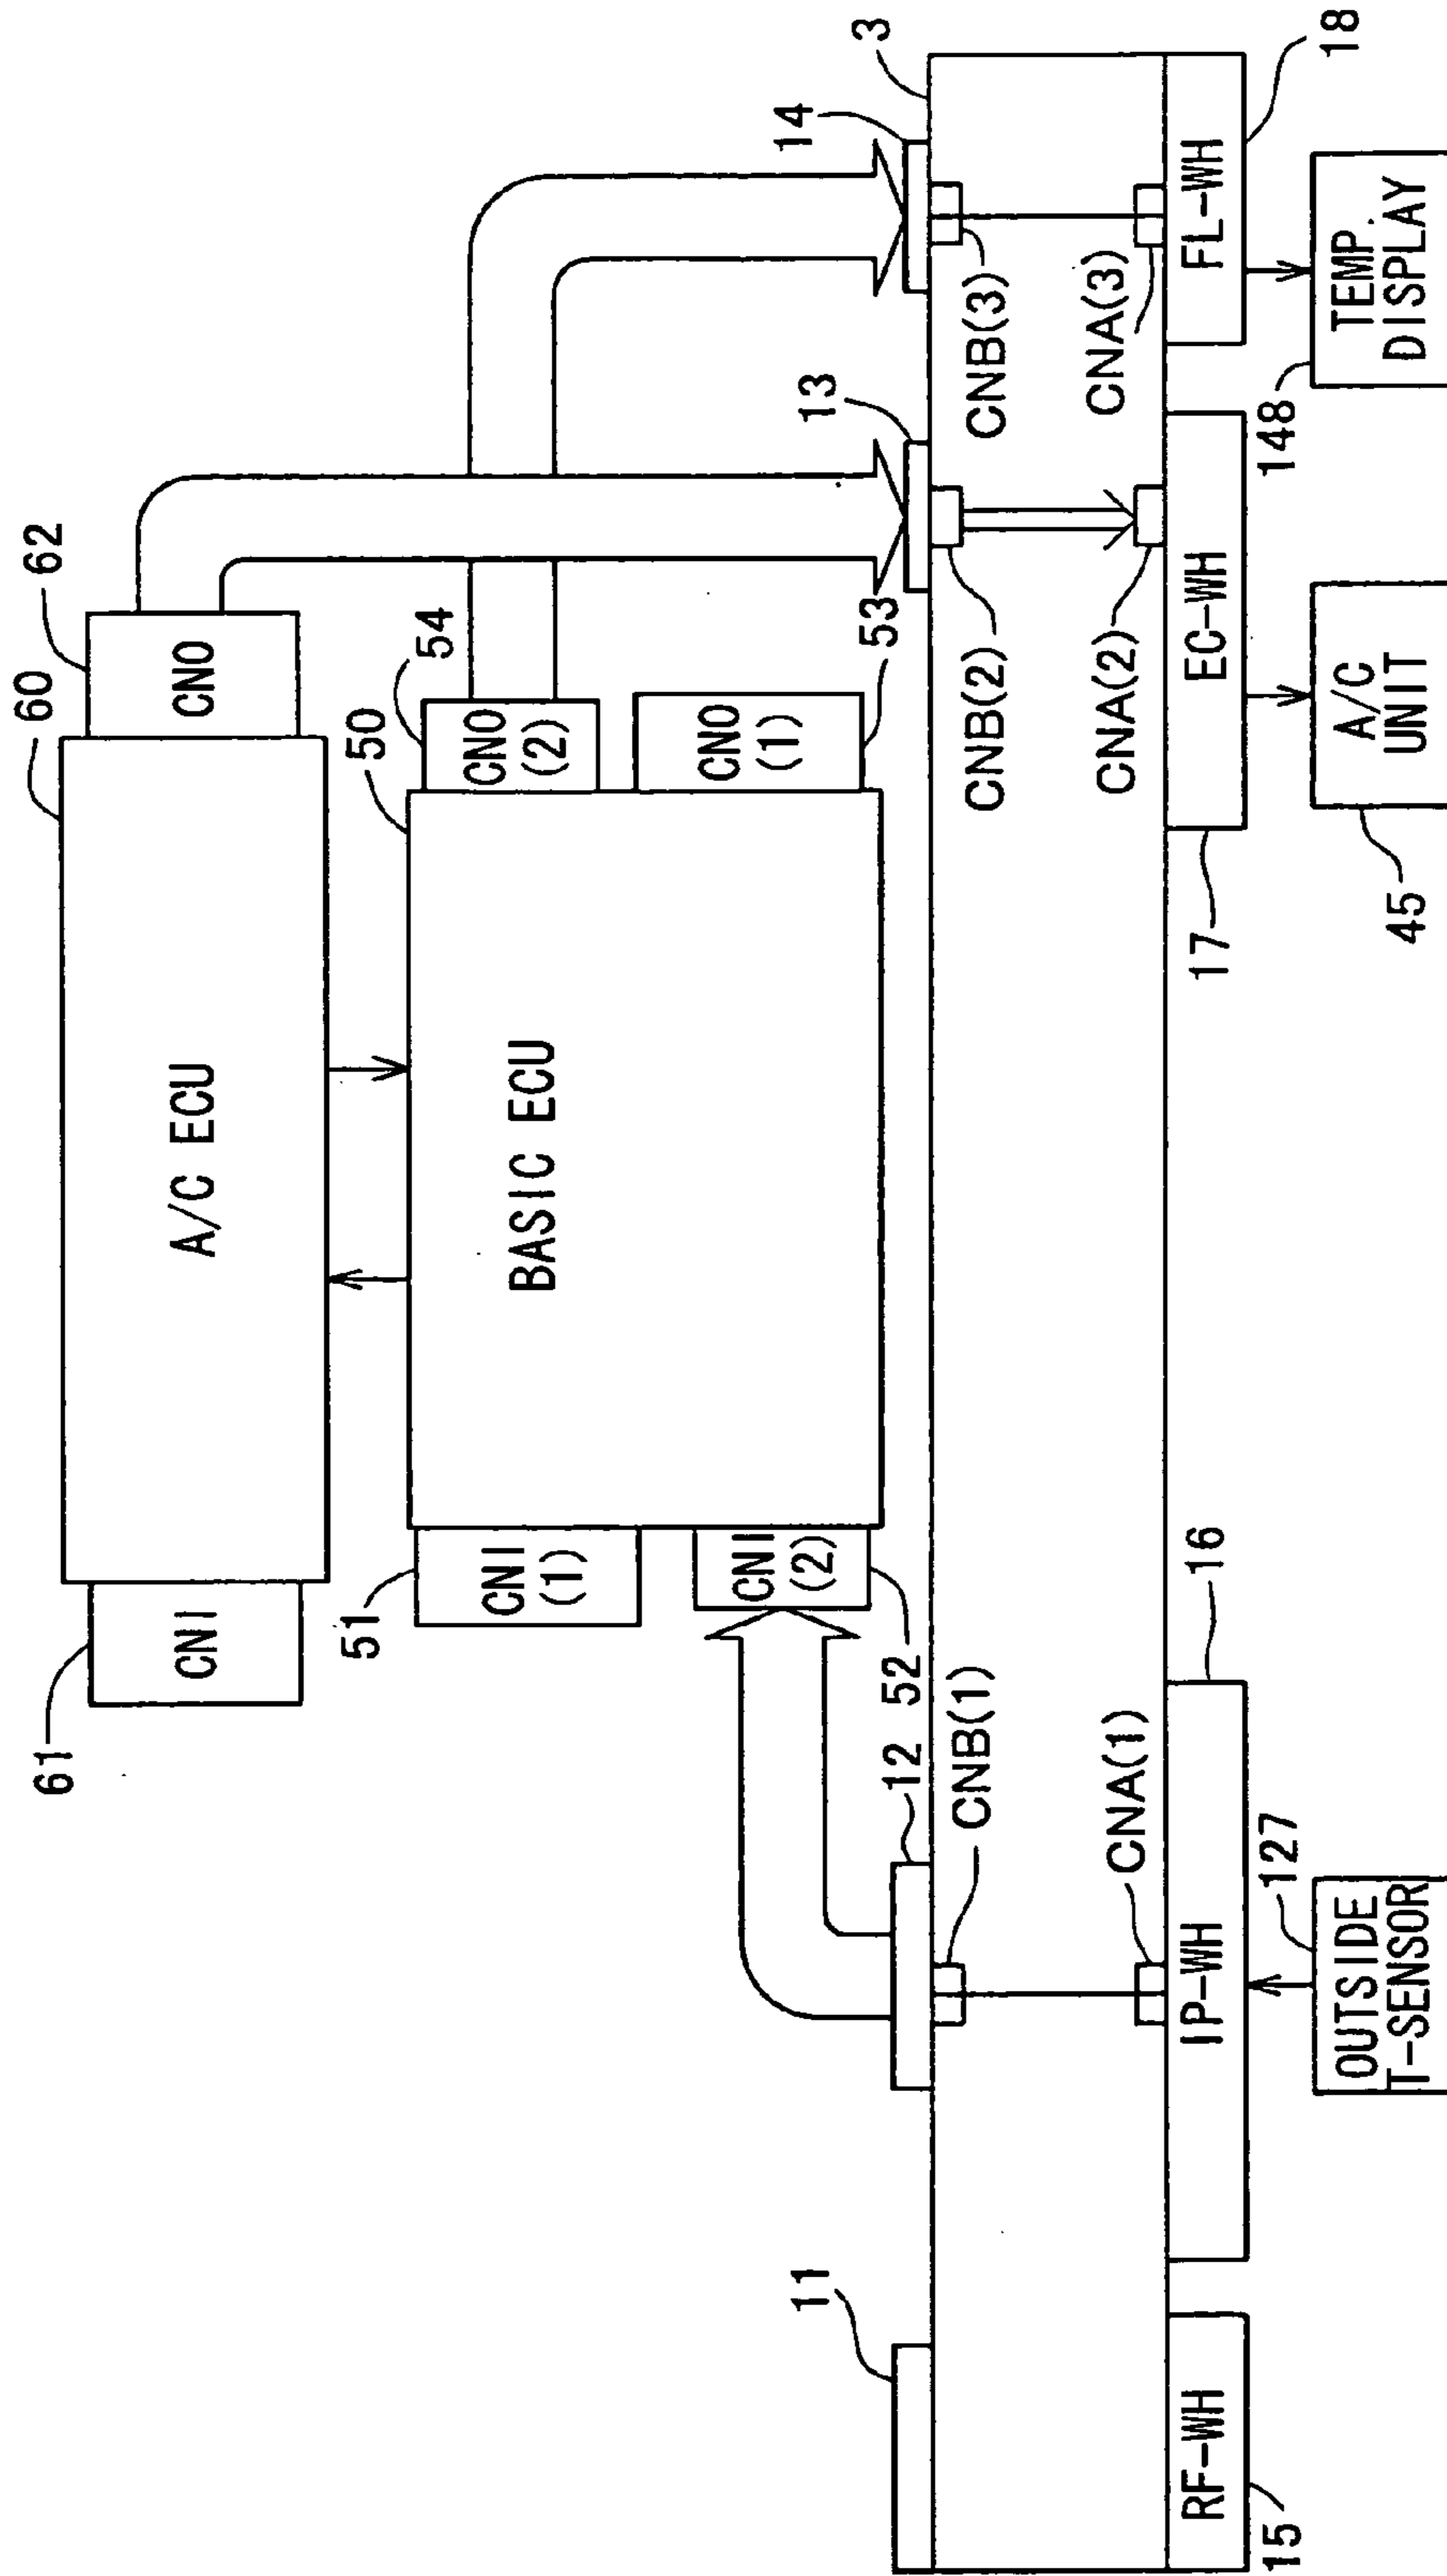 60
62
61
CNI
A/C ECU
CNO
50
54
51
CNI
(1)
BASIC ECU
CNO
(2)
CNI
(2)
CNO
(1)
52
53
11
12
13
14
3
CNB(1)
CNB(2)
CNB(3)
CNA(1)
CNA(2)
CNA(3)
16
RF-WH
IP-WH
EC-WH
FL-WH
15
127
17
148
18
OUTSIDE
T-SENSOR
45
A/C
UNIT
TEMP.
DISPLAY